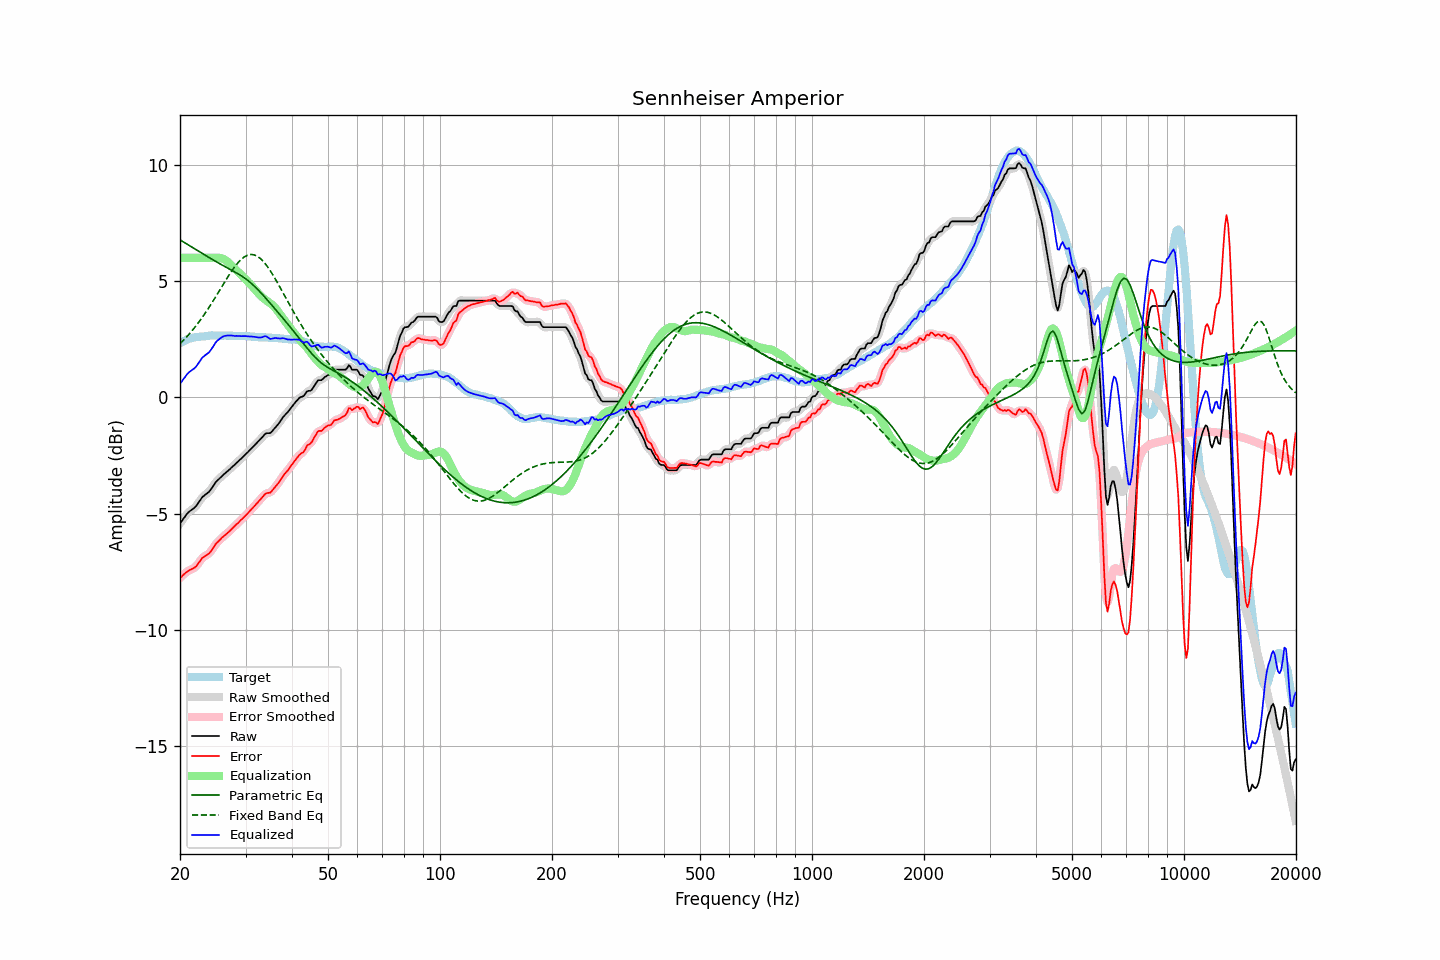 Sennheiser Amperior
Amplitude (dBr)
10
5
0
−5
−10
−15
Target
Raw Smoothed
Error Smoothed
Raw
Error
Equalization
Parametric Eq
Fixed Band Eq
Equalized
20 50 100 200 500 1000 2000 5000 10000 20000
Frequency (Hz)